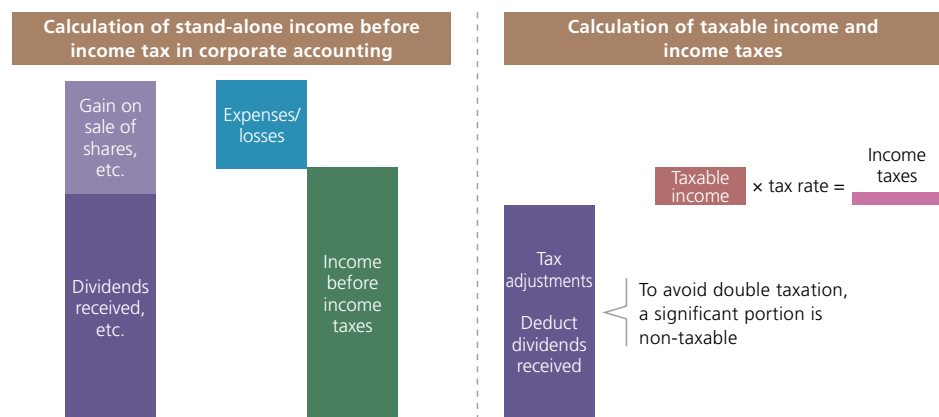 Calculation of stand-alone income before
income tax in corporate accounting
Gain on
sale of
shares,
etc.
Dividends
received,
etc.
Expenses/
losses
Income
before
income
taxes
Calculation of taxable income and
income taxes
Taxable
income
× tax rate =
Income
taxes
Tax
adjustments
Deduct
dividends
received
To avoid double taxation,
a significant portion is
non-taxable